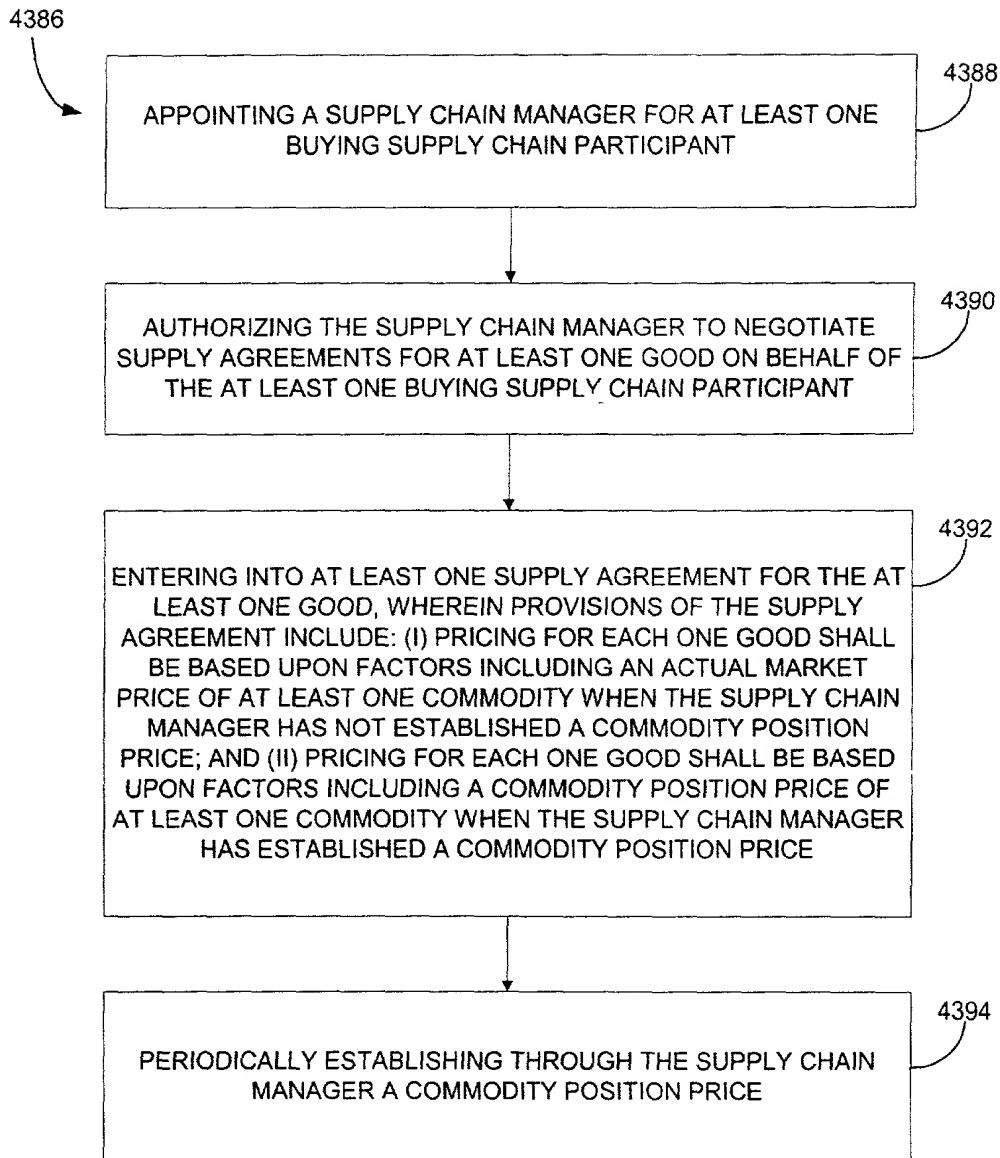 4386
4388
APPOINTING A SUPPLY CHAIN MANAGER FOR AT LEAST ONE
BUYING SUPPLY CHAIN PARTICIPANT
4390
AUTHORIZING THE SUPPLY CHAIN MANAGER TO NEGOTIATE
SUPPLY AGREEMENTS FOR AT LEAST ONE GOOD ON BEHALF OF
THE AT LEAST ONE BUYING SUPPLY CHAIN PARTICIPANT
4392
ENTERING INTO AT LEAST ONE SUPPLY AGREEMENT FOR THE AT
LEAST ONE GOOD, WHEREIN PROVISIONS OF THE SUPPLY
AGREEMENT INCLUDE: (I) PRICING FOR EACH ONE GOOD SHALL
BE BASED UPON FACTORS INCLUDING AN ACTUAL MARKET
PRICE OF AT LEAST ONE COMMODITY WHEN THE SUPPLY CHAIN
MANAGER HAS NOT ESTABLISHED A COMMODITY POSITION
PRICE; AND (II) PRICING FOR EACH ONE GOOD SHALL BE BASED
UPON FACTORS INCLUDING A COMMODITY POSITION PRICE OF
AT LEAST ONE COMMODITY WHEN THE SUPPLY CHAIN MANAGER
HAS ESTABLISHED A COMMODITY POSITION PRICE
4394
PERIODICALLY ESTABLISHING THROUGH THE SUPPLY CHAIN
MANAGER A COMMODITY POSITION PRICE